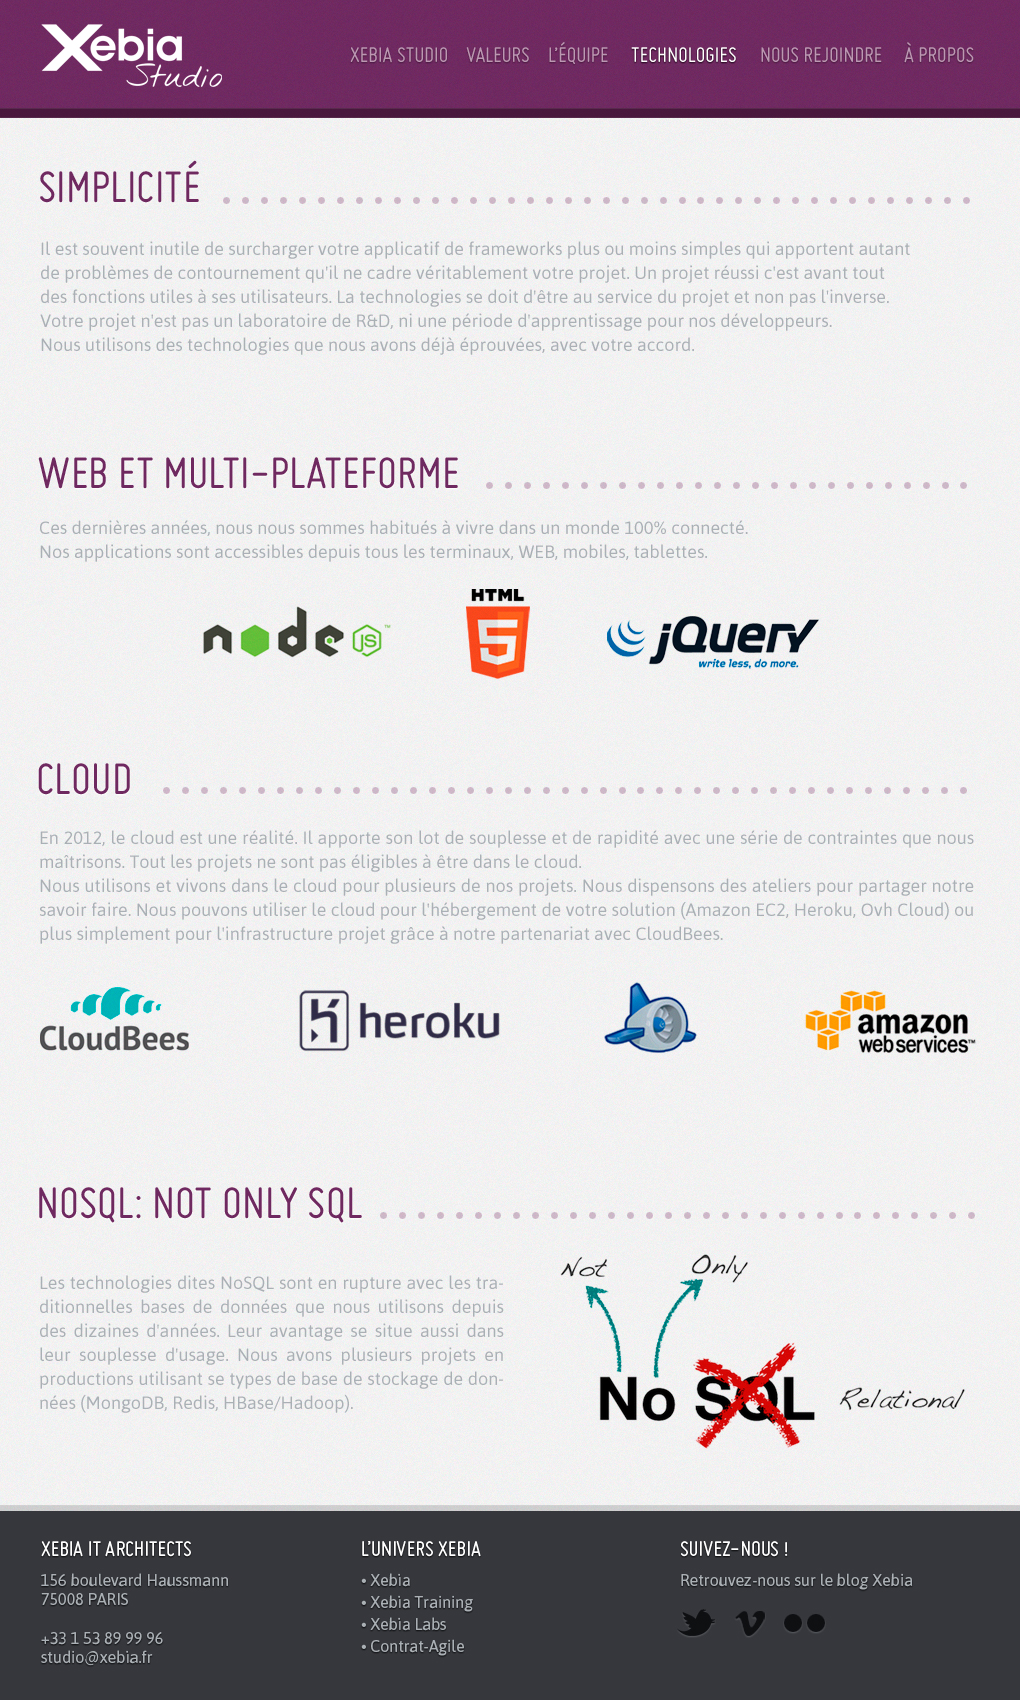 Xebia
Studio
XEBIA STUDIO VALEURS L'ÉQUIPE TECHNOLOGIES NOUS REJOINDRE À PROPOS
SIMPLICITÉ
Il est souvent inutile de surcharger votre applicatif de frameworks plus ou moins simples qui apportent autant
de problèmes de contournement qu'il ne cadre véritablement votre projet. Un projet réussi c'est avant tout
des fonctions utiles à ses utilisateurs. La technologies se doit d'être au service du projet et non pas l'inverse.
Votre projet n'est pas un laboratoire de R&D, ni une période d'apprentissage pour nos développeurs.
Nous utilisons des technologies que nous avons déjà éprouvées, avec votre accord.
WEB ET MULTI-PLATEFORME
Ces dernières années, nous nous sommes habitués à vivre dans un monde 100% connecté.
Nos applications sont accessibles depuis tous les terminaux, WEB, mobiles, tablettes.
node JS™
HTML
5
jQuery
write less, do more.
CLOUD
En 2012, le cloud est une réalité. Il apporte son lot de souplesse et de rapidité avec une série de contraintes que nous
maîtrisons. Tout les projets ne sont pas éligibles à être dans le cloud.
Nous utilisons et vivons dans le cloud pour plusieurs de nos projets. Nous dispensons des ateliers pour partager notre
savoir faire. Nous pouvons utiliser le cloud pour l'hébergement de votre solution (Amazon EC2, Heroku, Ovh Cloud) ou
plus simplement pour l'infrastructure projet grâce à notre partenariat avec CloudBees.
CloudBees
heroku
amazon
webservices™
NOSQL: NOT ONLY SQL
Les technologies dites NoSQL sont en rupture avec les tra-
ditionnelles bases de données que nous utilisons depuis
des dizaines d'années. Leur avantage se situe aussi dans
leur souplesse d'usage. Nous avons plusieurs projets en
productions utilisant se types de base de stockage de don-
nées (MongoDB, Redis, HBase/Hadoop).
Not
Only
No SQL
Relational
XEBIA IT ARCHITECTS
156 boulevard Haussmann
75008 PARIS
+33 1 53 89 99 96
studio@xebia.fr
L'UNIVERS XEBIA
• Xebia
• Xebia Training
• Xebia Labs
• Contrat-Agile
SUIVEZ-NOUS !
Retrouvez-nous sur le blog Xebia